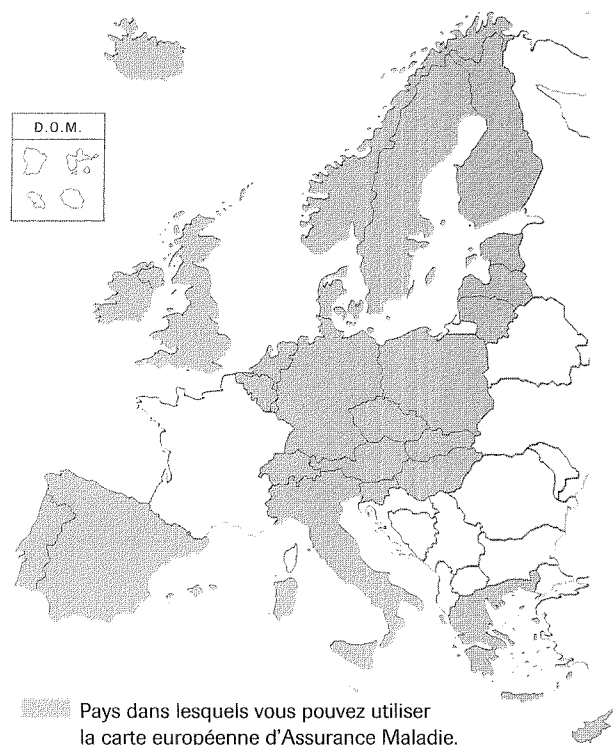 D.O.M.
Pays dans lesquels vous pouvez utiliser
la carte européenne d'Assurance Maladie.